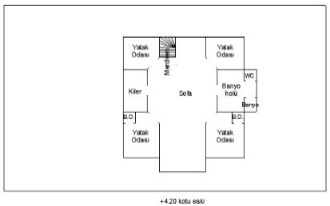 Yatak
Odası
Yatak
Odası
Merdiven
WC
Kiler
Sofa
Banyo
holü
Banyo
B.D.
B.D.
Yatak
Odası
Yatak
Odası
+4.20 kotu eski